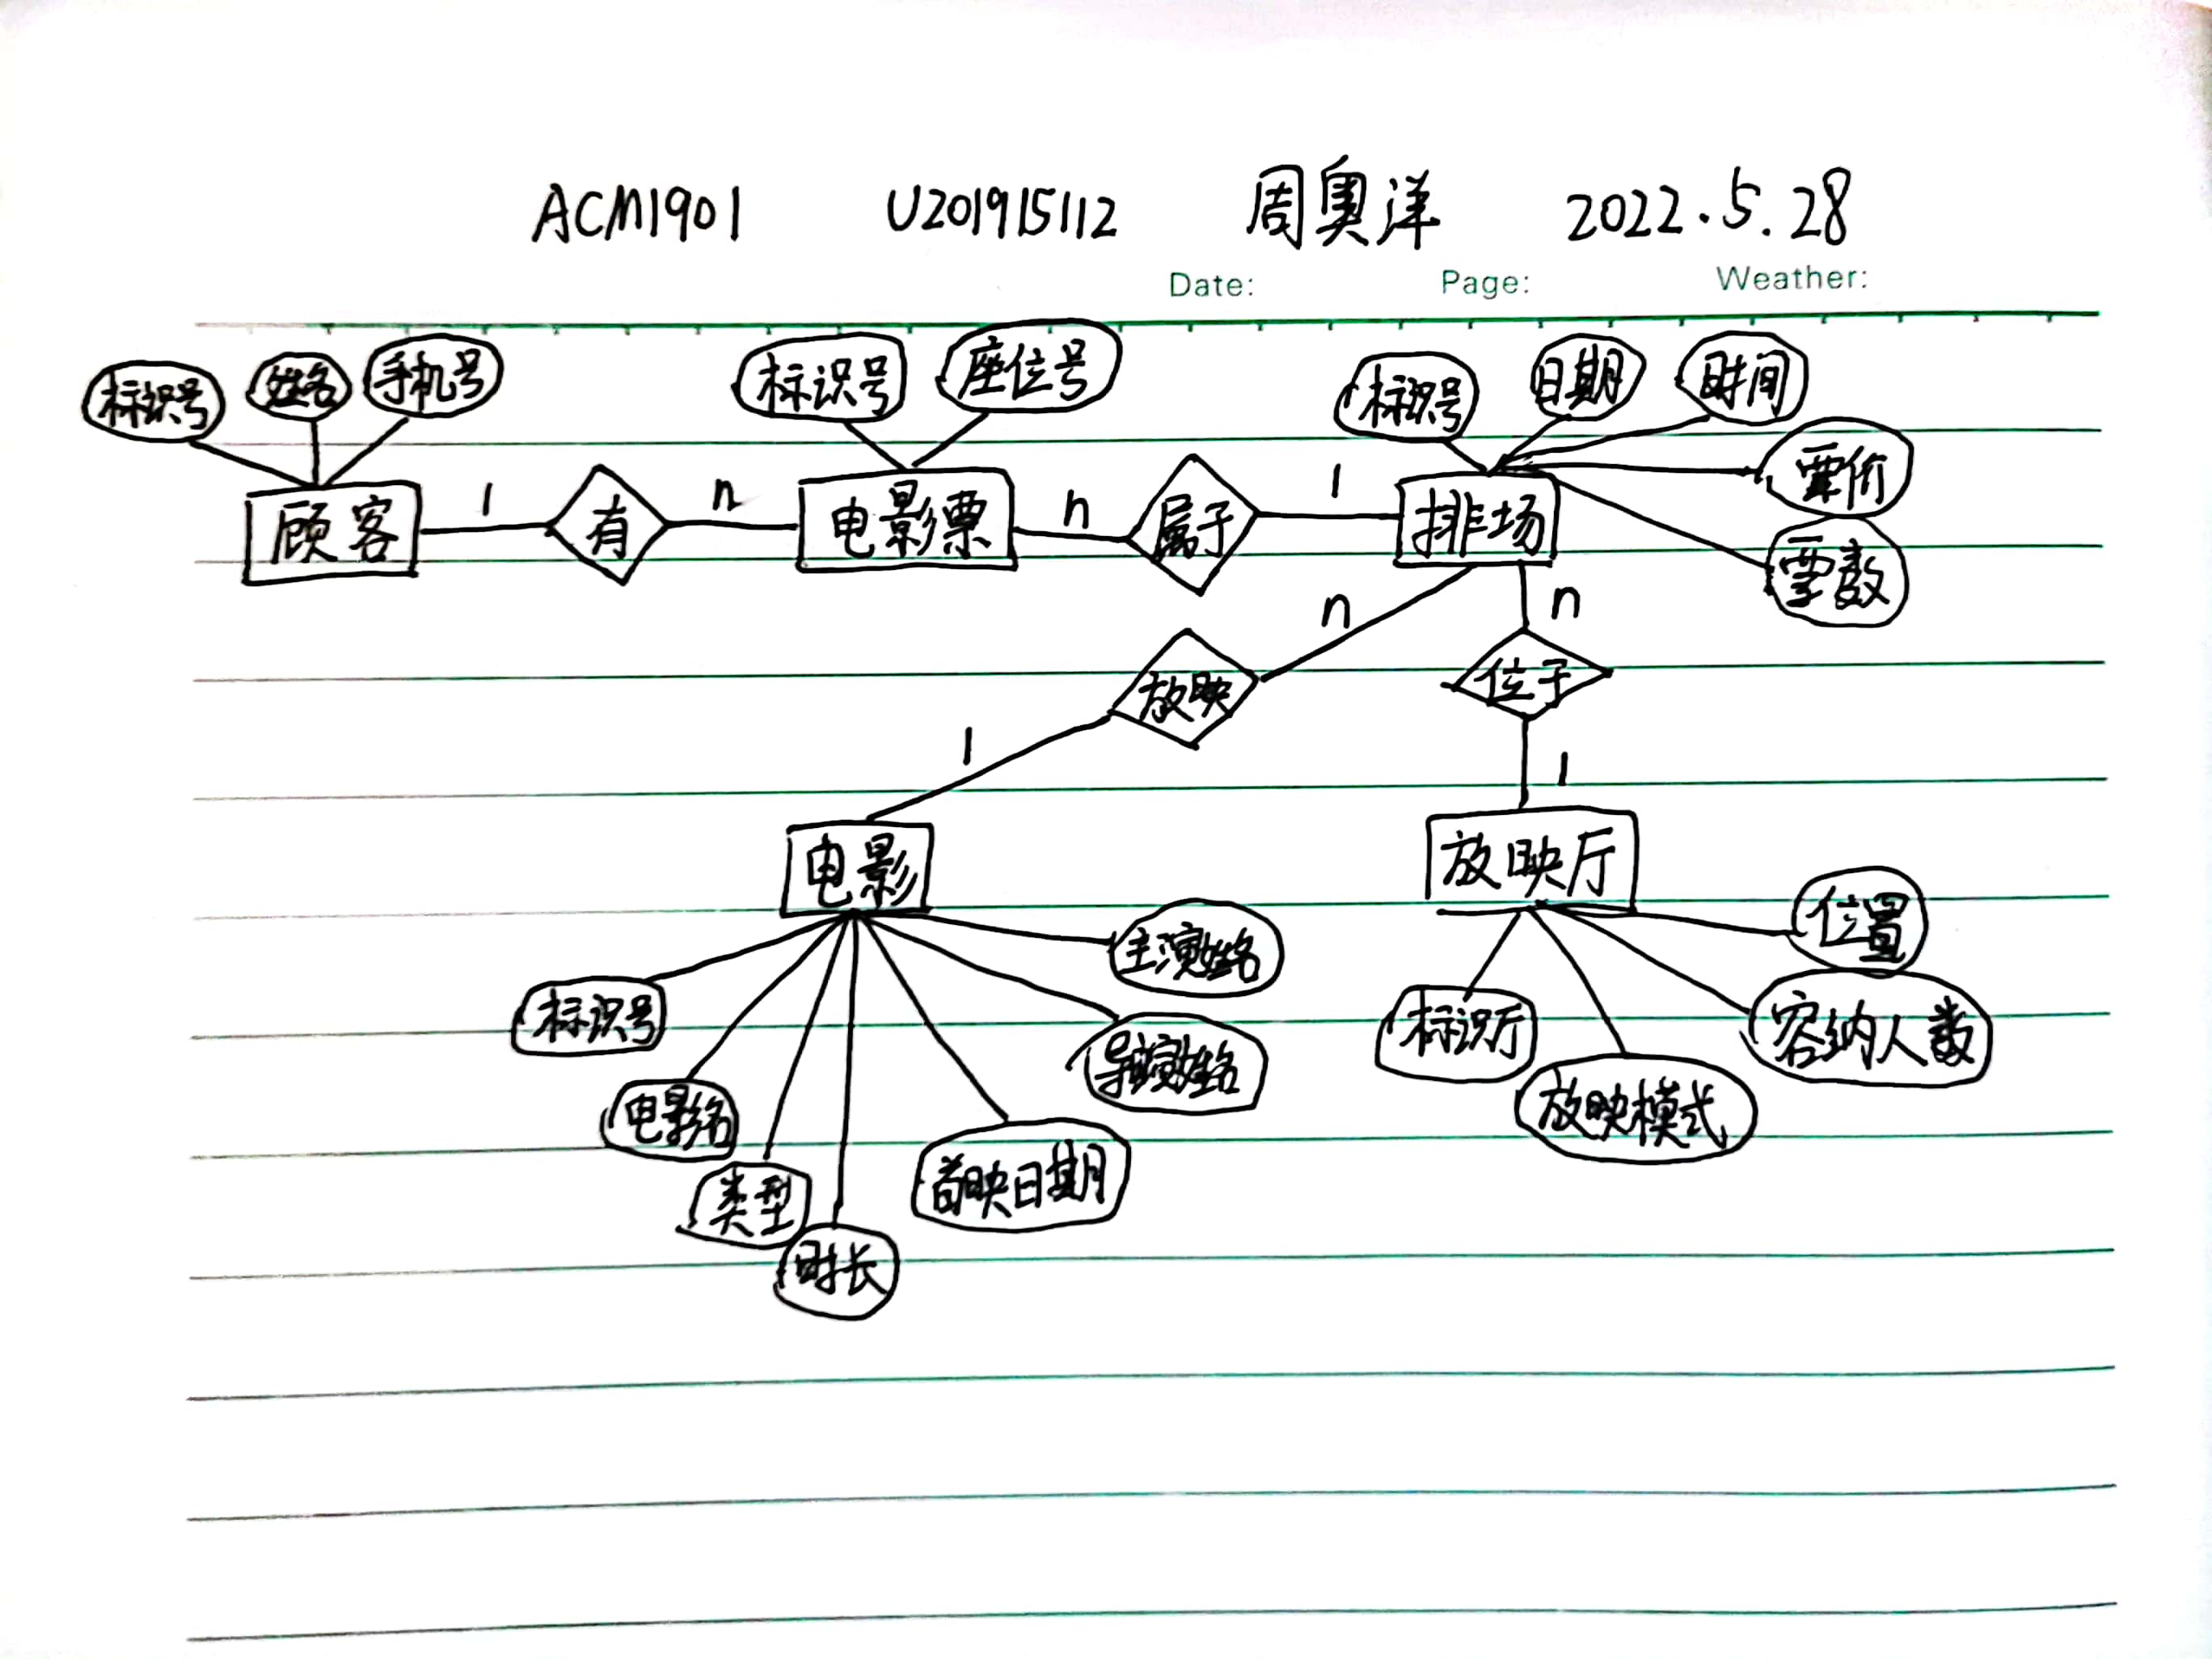 ACM1901 U201915112 周奥洋 2022.5.28
Date: Page: Weather:
标识号 姓名 手机号 标识号 座位号 标识号 日期 时间
票价
顾客 1 有 n 电影票 n 属于 1 排场
票数
n n
放映 位于
1 1
电影 放映厅
主演姓名 位置
标识号 导演姓名 标识厅 容纳人数
电影名 放映模式
类型 首映日期
时长